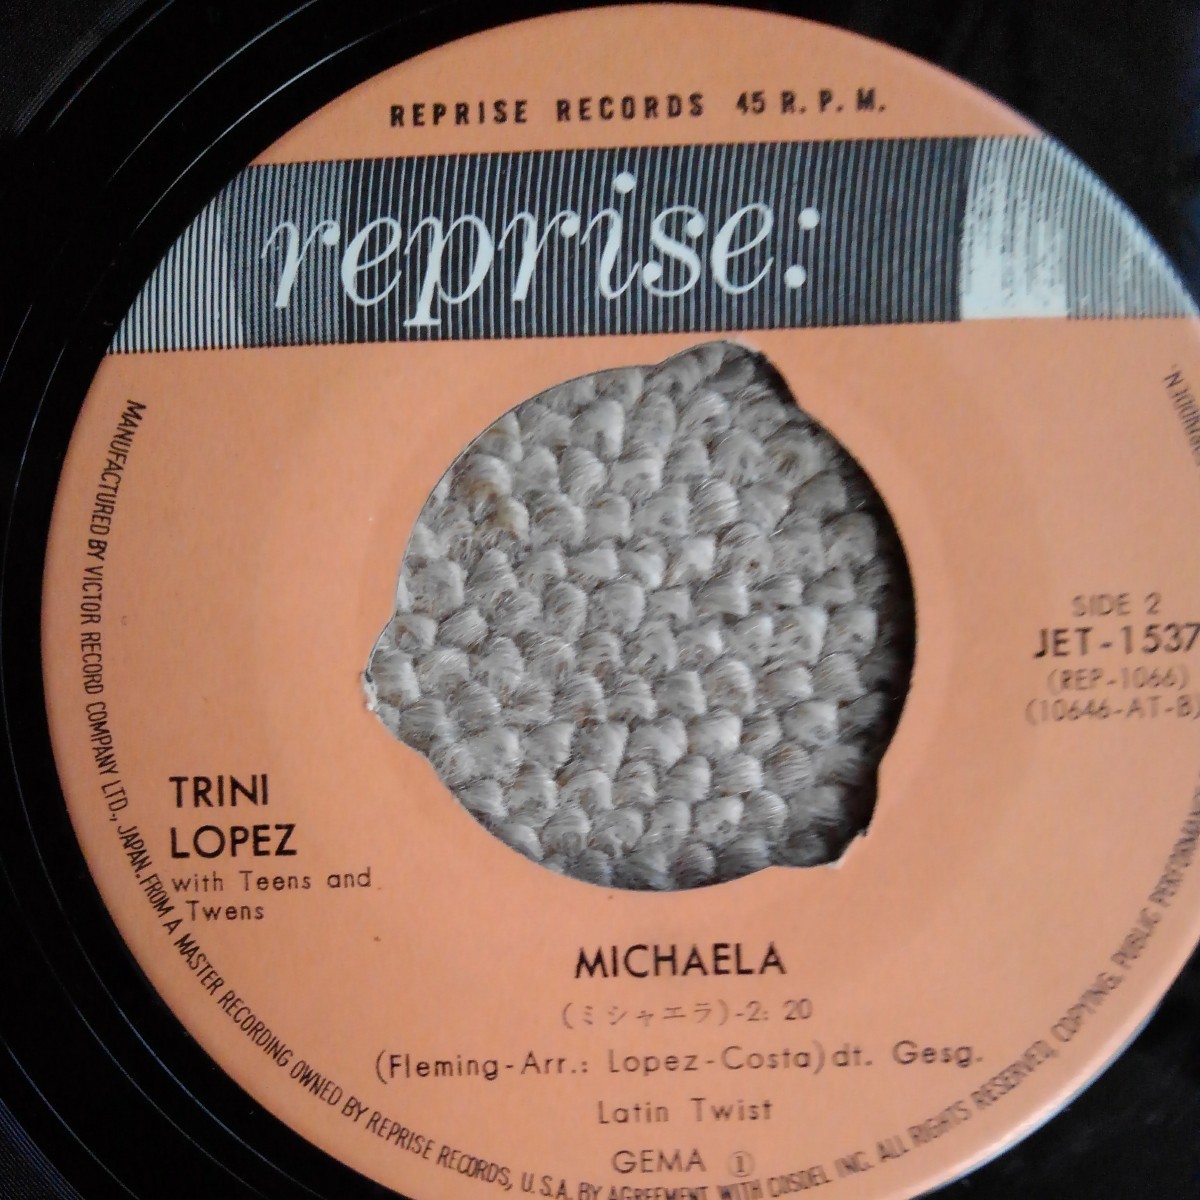 REPRISE RECORDS 45 R. P. M.
reprise:
SIDE 2
JET-1537
(REP-1066)
(10646-AT-B)
TRINI
LOPEZ
with Teens and
Twens
MICHAELA
(ミシャエラ)-2: 20
(Fleming-Arr.: Lopez-Costa) dt. Gesg.
Latin Twist
GEMA ①
MANUFACTURED BY VICTOR RECORD COMPANY LTD., JAPAN. FROM A MASTER RECORDING OWNED BY REPRISE RECORDS, U.S.A. BY AGREEMENT WITH COSDEL INC. ALL RIGHTS RESERVED, COPYING, PUBLIC